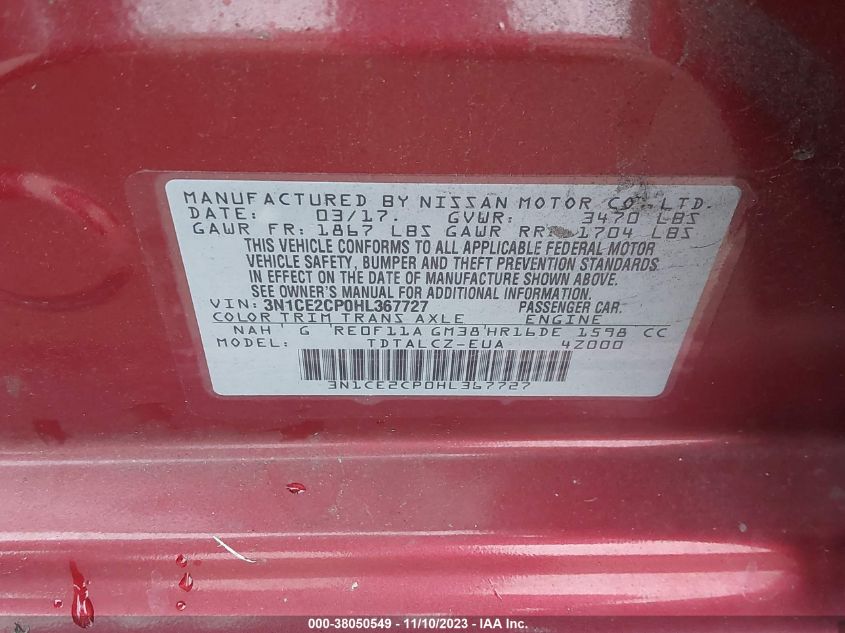 MANUFACTURED BY NISSAN MOTOR CO., LTD.
DATE: 03/17. GVWR: 3470 LBS
GAWR FR: 1867 LBS GAWR RR: 1704 LBS
THIS VEHICLE CONFORMS TO ALL APPLICABLE FEDERAL MOTOR
VEHICLE SAFETY, BUMPER AND THEFT PREVENTION STANDARDS
IN EFFECT ON THE DATE OF MANUFACTURE SHOWN ABOVE.
SEE OWNER'S MANUAL FOR ADDITIONAL INFORMATION
VIN: 3N1CE2CP0HL367727 PASSENGER CAR.
COLOR TRIM TRANS AXLE ENGINE
NAH G RE0F11A GM38 HR16DE 1598 CC
MODEL: TDTALCZ-EUA 4Z000
3N1CE2CP0HL367727
000-38050549 - 11/10/2023 - IAA Inc.